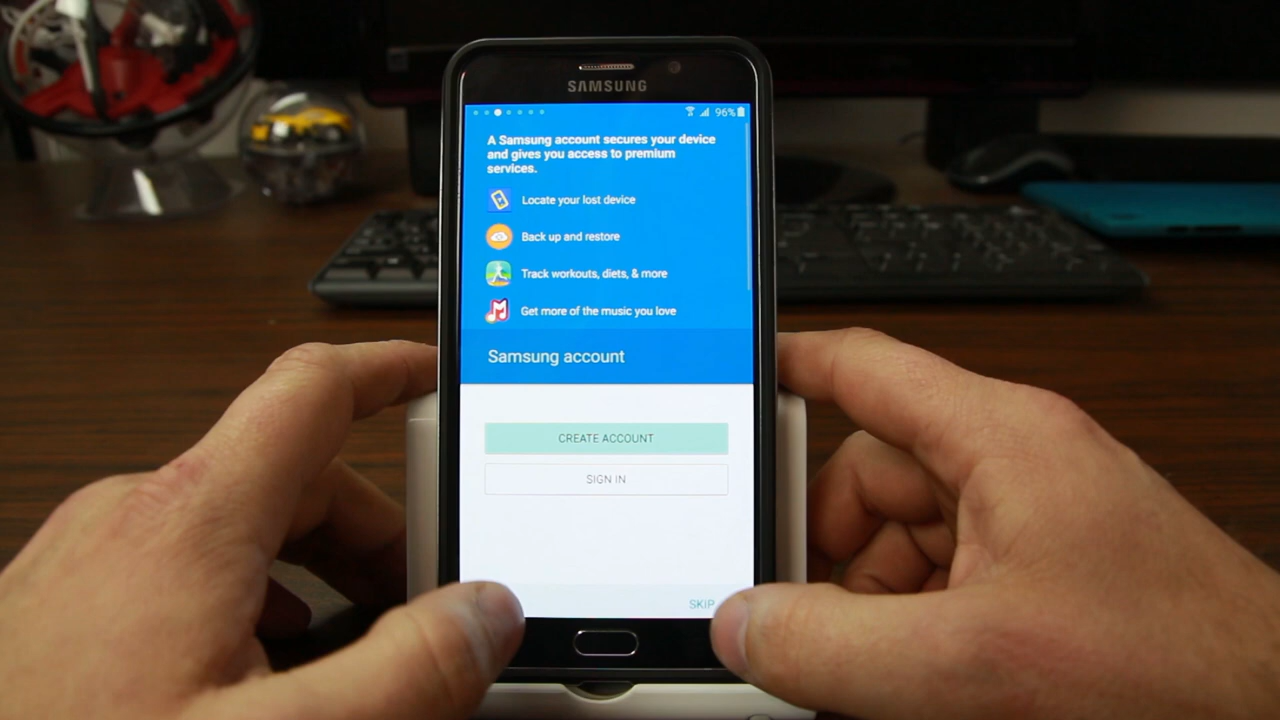 SAMSUNG
96%
A Samsung account secures your device
and gives you access to premium
services.
Locate your lost device
Back up and restore
Track workouts, diets, & more
Get more of the music you love
Samsung account
CREATE ACCOUNT
SIGN IN
SKIP